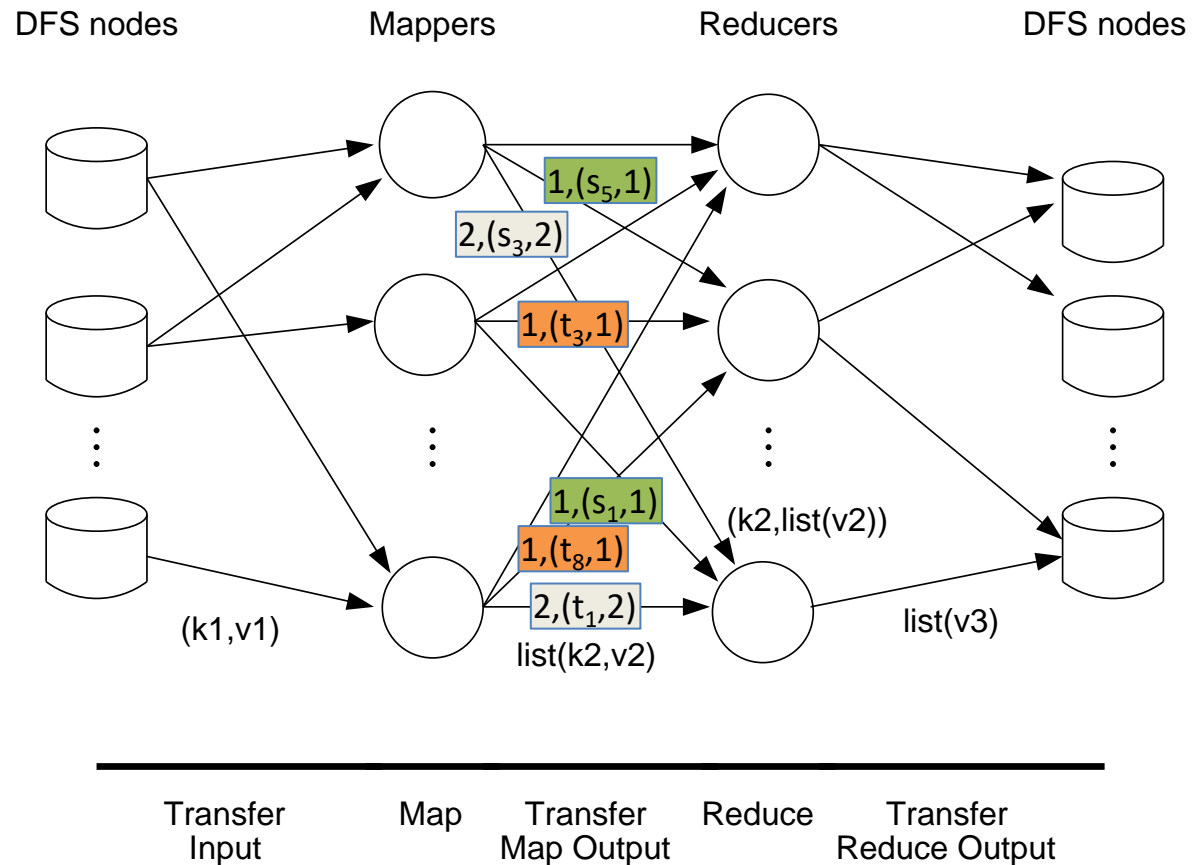 DFS nodes
Mappers
Reducers
DFS nodes
1,(s₅,1)
2,(s₃,2)
1,(t₃,1)
1,(s₁,1)
(k2,list(v2))
1,(t₈,1)
2,(t₁,2)
(k1,v1)
list(k2,v2)
list(v3)
Transfer
Input
Map
Transfer
Map Output
Reduce
Transfer
Reduce Output